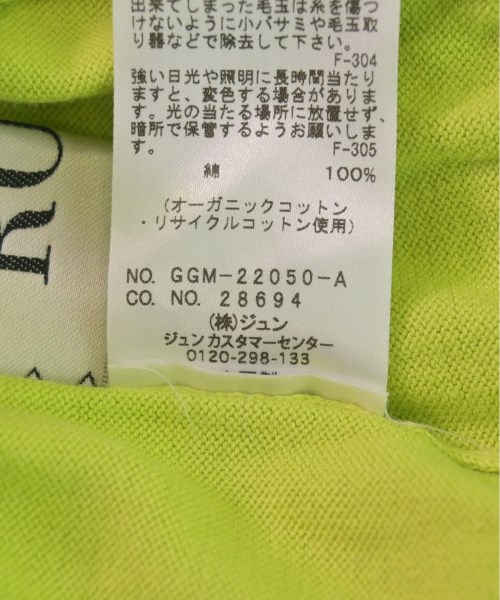 出来てしまった毛玉は糸を傷つ
けないように小バサミや毛玉取
り器などで除去して下さい。
F-304
強い日光や照明に長時間当たり
ますと、変色する場合がありま
す。光の当たる場所に放置せず、
暗所で保管するようお願いしま
す。 F-305
綿 100%
(オーガニックコットン
・リサイクルコットン使用)
NO. GGM-22050-A
CO. NO. 28694
(株)ジュン
ジュン カスタマーセンター
0120-298-133
RO